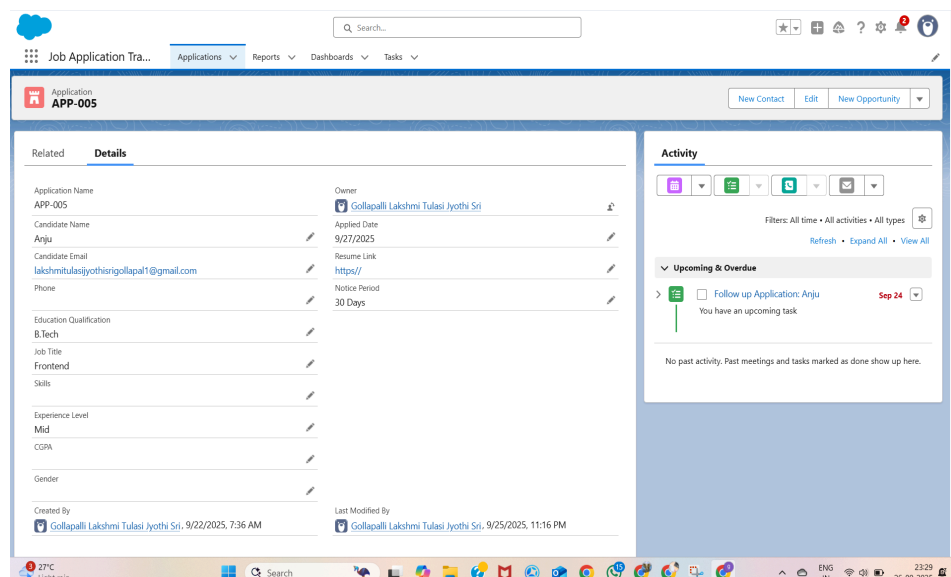 Search...
2
Job Application Tra...
Applications
Reports
Dashboards
Tasks
Application
APP-005
New Contact
Edit
New Opportunity
Related
Details
Application Name
APP-005
Owner
Gollapalli Lakshmi Tulasi Jyothi Sri
Candidate Name
Anju
Applied Date
9/27/2025
Candidate Email
lakshmitulasijyothisrigollapal1@gmail.com
Resume Link
https//
Phone
Notice Period
30 Days
Education Qualification
B.Tech
Job Title
Frontend
Skills
Experience Level
Mid
CGPA
Gender
Created By
Gollapalli Lakshmi Tulasi Jyothi Sri, 9/22/2025, 7:36 AM
Last Modified By
Gollapalli Lakshmi Tulasi Jyothi Sri, 9/25/2025, 11:16 PM
Activity
Filters: All time • All activities • All types
Refresh • Expand All • View All
Upcoming & Overdue
Follow up Application: Anju
Sep 24
You have an upcoming task
No past activity. Past meetings and tasks marked as done show up here.
3
27°C
Search
15
ENG
23:29